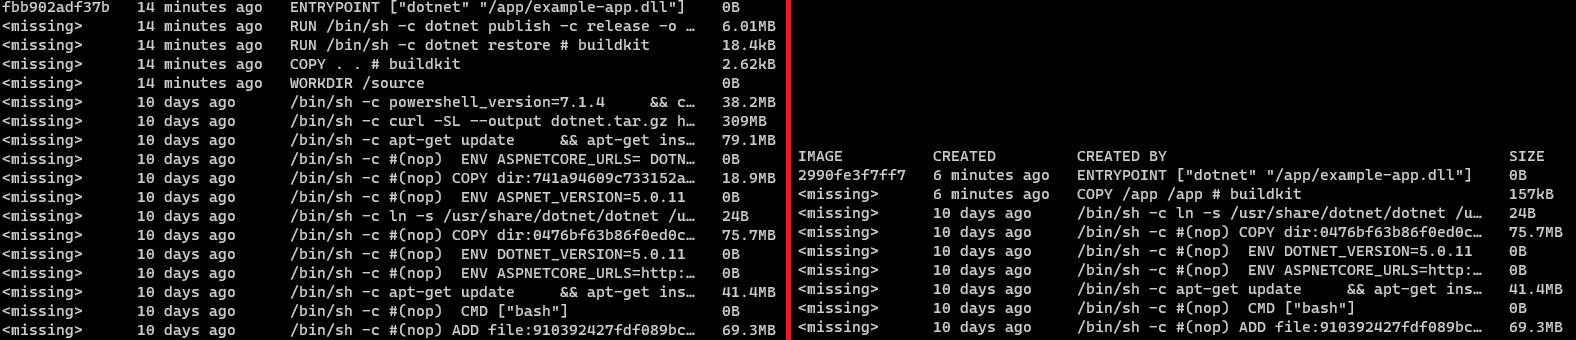 fbb902adf37b   14 minutes ago   ENTRYPOINT ["dotnet" "/app/example-app.dll"]    0B
<missing>      14 minutes ago   RUN /bin/sh -c dotnet publish -c release -o …   6.01MB
<missing>      14 minutes ago   RUN /bin/sh -c dotnet restore # buildkit        18.4kB
<missing>      14 minutes ago   COPY . . # buildkit                             2.62kB
<missing>      14 minutes ago   WORKDIR /source                                 0B
<missing>      10 days ago      /bin/sh -c powershell_version=7.1.4     && c…   38.2MB
<missing>      10 days ago      /bin/sh -c curl -SL --output dotnet.tar.gz h…   309MB
<missing>      10 days ago      /bin/sh -c apt-get update     && apt-get ins…   79.1MB
<missing>      10 days ago      /bin/sh -c #(nop)  ENV ASPNETCORE_URLS= DOTN…   0B
<missing>      10 days ago      /bin/sh -c #(nop) COPY dir:741a94609c733152a…   18.9MB
<missing>      10 days ago      /bin/sh -c #(nop)  ENV ASPNET_VERSION=5.0.11    0B
<missing>      10 days ago      /bin/sh -c ln -s /usr/share/dotnet/dotnet /u…   24B
<missing>      10 days ago      /bin/sh -c #(nop) COPY dir:0476bf63b86f0ed0c…   75.7MB
<missing>      10 days ago      /bin/sh -c #(nop)  ENV DOTNET_VERSION=5.0.11    0B
<missing>      10 days ago      /bin/sh -c #(nop)  ENV ASPNETCORE_URLS=http:…   0B
<missing>      10 days ago      /bin/sh -c apt-get update     && apt-get ins…   41.4MB
<missing>      10 days ago      /bin/sh -c #(nop)  CMD ["bash"]                 0B
<missing>      10 days ago      /bin/sh -c #(nop) ADD file:910392427fdf089bc…   69.3MB
IMAGE          CREATED         CREATED BY                                      SIZE
2990fe3f7ff7   6 minutes ago   ENTRYPOINT ["dotnet" "/app/example-app.dll"]    0B
<missing>      6 minutes ago   COPY /app /app # buildkit                       157kB
<missing>      10 days ago     /bin/sh -c ln -s /usr/share/dotnet/dotnet /u…   24B
<missing>      10 days ago     /bin/sh -c #(nop) COPY dir:0476bf63b86f0ed0c…   75.7MB
<missing>      10 days ago     /bin/sh -c #(nop)  ENV DOTNET_VERSION=5.0.11    0B
<missing>      10 days ago     /bin/sh -c #(nop)  ENV ASPNETCORE_URLS=http:…   0B
<missing>      10 days ago     /bin/sh -c apt-get update     && apt-get ins…   41.4MB
<missing>      10 days ago     /bin/sh -c #(nop)  CMD ["bash"]                 0B
<missing>      10 days ago     /bin/sh -c #(nop) ADD file:910392427fdf089bc…   69.3MB